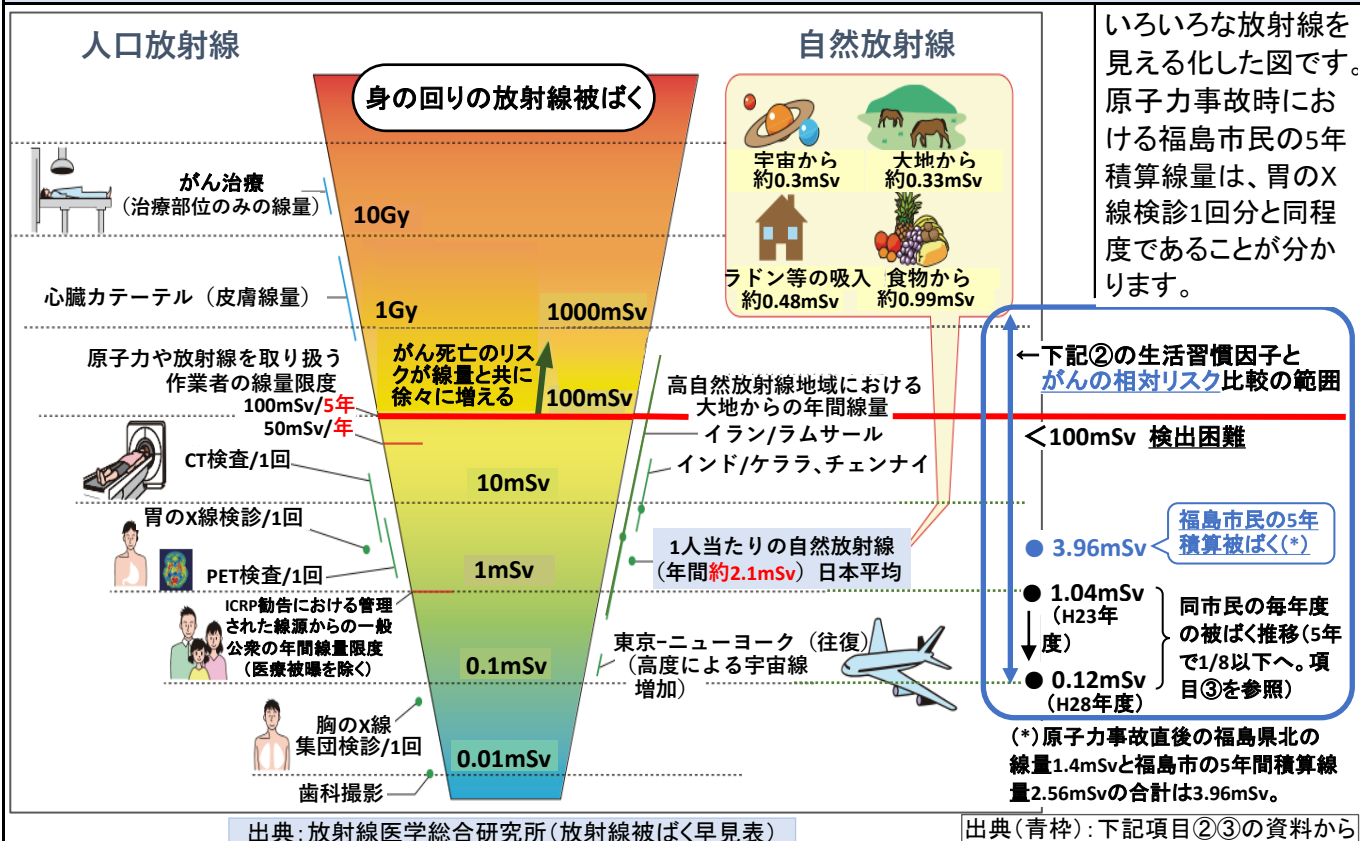 人口放射線
自然放射線
身の回りの放射線被ばく
いろいろな放射線を
見える化した図です。
原子力事故時にお
ける福島市民の5年
積算線量は、胃のX
線検診1回分と同程
度であることが分か
ります。
宇宙から
約0.3mSv
大地から
約0.33mSv
ラドン等の吸入
約0.48mSv
食物から
約0.99mSv
がん治療
（治療部位のみの線量）
10Gy
心臓カテーテル（皮膚線量）
1Gy
1000mSv
原子力や放射線を取り扱う
作業者の線量限度
100mSv/5年
50mSv/年
がん死亡のリス
クが線量と共に
徐々に増える
100mSv
高自然放射線地域における
大地からの年間線量
イラン/ラムサール
インド/ケララ、チェンナイ
←下記②の生活習慣因子と
がんの相対リスク比較の範囲
＜100mSv 検出困難
CT検査/1回
10mSv
胃のX線検診/1回
PET検査/1回
1mSv
1人当たりの自然放射線
（年間約2.1mSv）日本平均
3.96mSv
福島市民の5年
積算被ばく(*)
1.04mSv
（H23年
度）
0.12mSv
（H28年度）
同市民の毎年度
の被ばく推移（5年
で1/8以下へ。項
目③を参照）
ICRP勧告における管理
された線源からの一般
公衆の年間線量限度
（医療被曝を除く）
0.1mSv
東京−ニューヨーク（往復）
（高度による宇宙線
増加）
胸のX線
集団検診/1回
0.01mSv
歯科撮影
(*)原子力事故直後の福島県北の
線量1.4mSvと福島市の5年間積算線
量2.56mSvの合計は3.96mSv。
出典：放射線医学総合研究所（放射線被ばく早見表）
出典（青枠）：下記項目②③の資料から